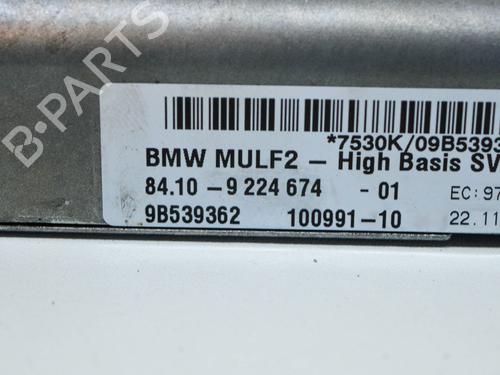 *7530K/09B5393
BMW MULF2 – High Basis SV
84.10 – 9 224 674 - 01 EC: 97
9B539362 100991-10 22.11
B-PARTS